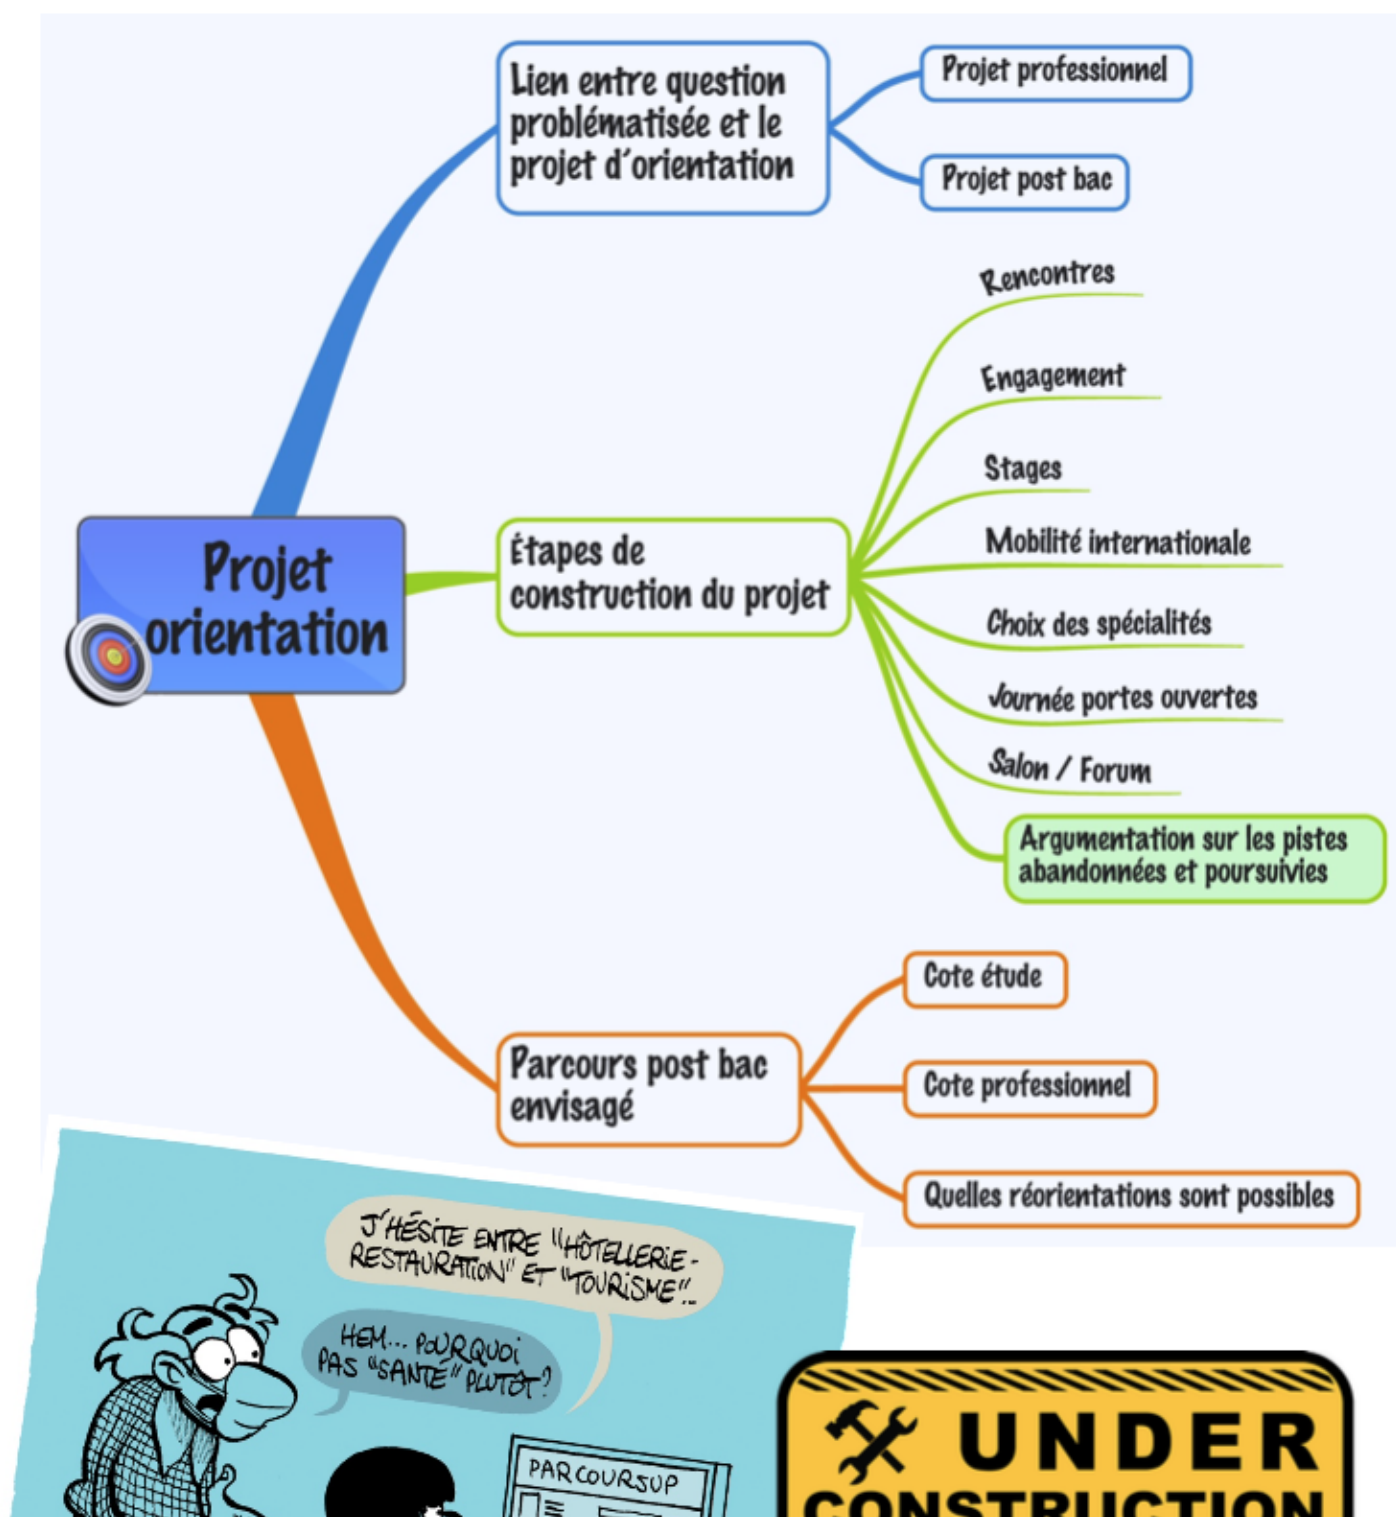 Projet
orientation
Lien entre question
problématisée et le
projet d'orientation
Projet professionnel
Projet post bac
Étapes de
construction du projet
Rencontres
Engagement
Stages
Mobilité internationale
Choix des spécialités
Journée portes ouvertes
Salon / Forum
Argumentation sur les pistes
abandonnées et poursuivies
Parcours post bac
envisagé
Cote étude
Cote professionnel
Quelles réorientations sont possibles
J'HÉSITE ENTRE "HÔTELLERIE-
RESTAURATION" ET "TOURISME"...
HEM... POURQUOI
PAS "SANTÉ" PLUTÔT?
PARCOURSUP
UNDER
CONSTRUCTION